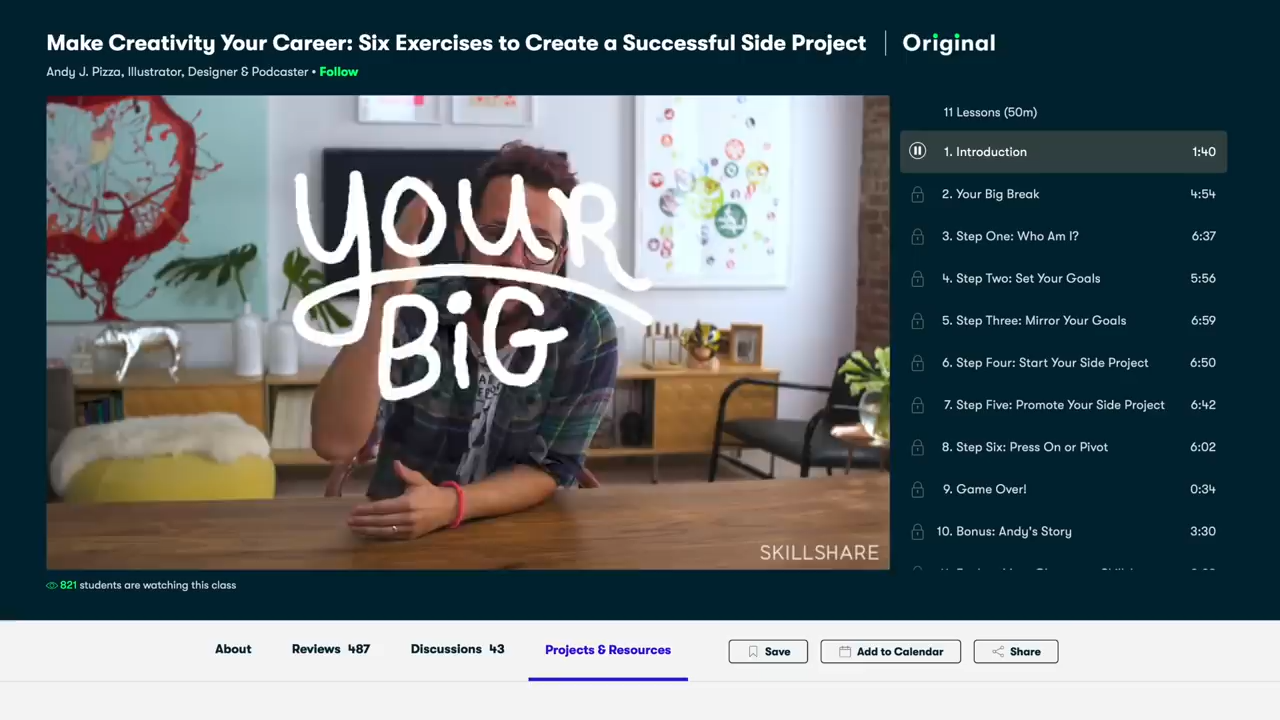 Make Creativity Your Career: Six Exercises to Create a Successful Side Project | Original
Andy J. Pizza, Illustrator, Designer & Podcaster • Follow
YOUR
BIG
SKILLSHARE
821 students are watching this class
11 Lessons (50m)
1. Introduction 1:40
2. Your Big Break 4:54
3. Step One: Who Am I? 6:37
4. Step Two: Set Your Goals 5:56
5. Step Three: Mirror Your Goals 6:59
6. Step Four: Start Your Side Project 6:50
7. Step Five: Promote Your Side Project 6:42
8. Step Six: Press On or Pivot 6:02
9. Game Over! 0:34
10. Bonus: Andy's Story 3:30
About Reviews 487 Discussions 43 Projects & Resources Save Add to Calendar Share